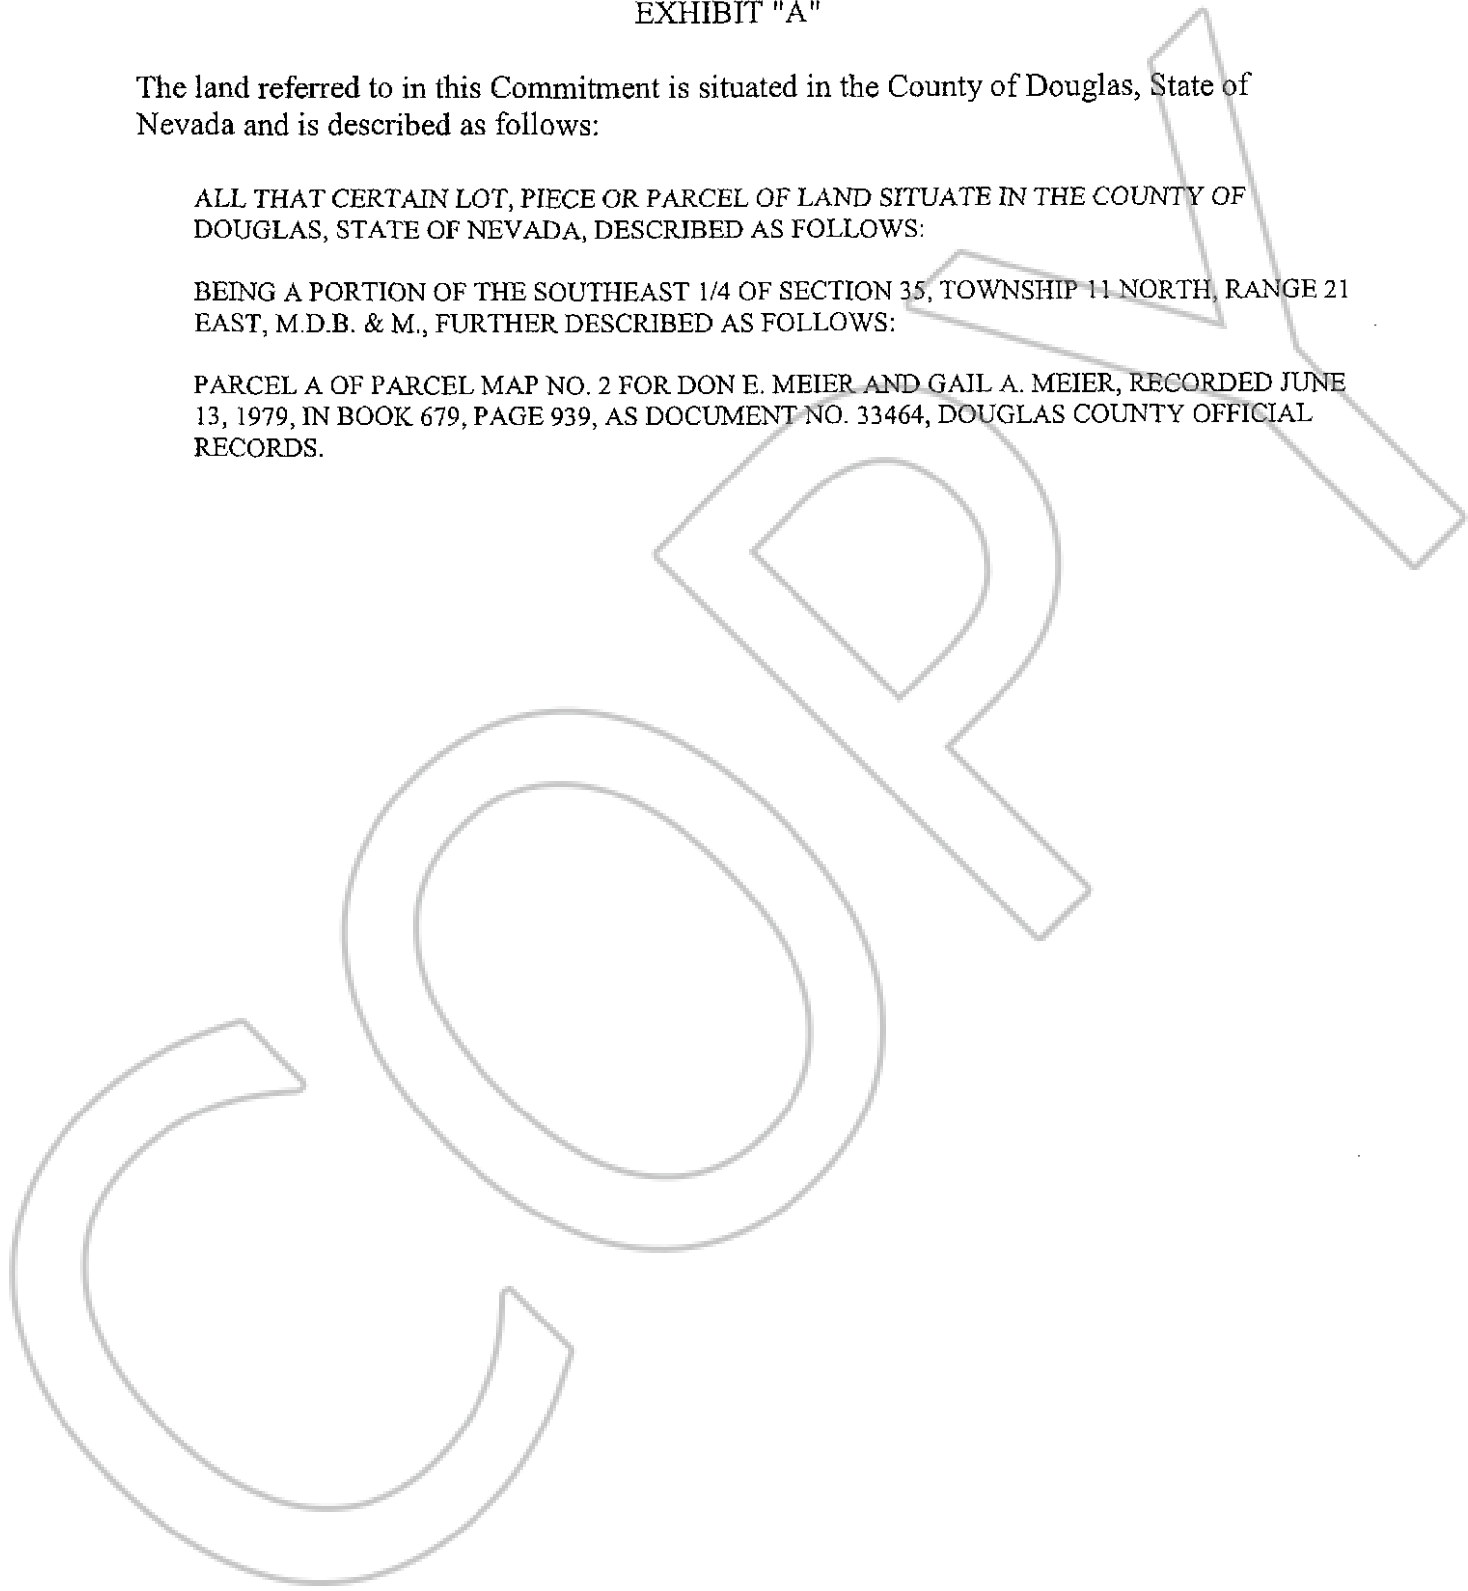 EXHIBIT "A"
The land referred to in this Commitment is situated in the County of Douglas, State of
Nevada and is described as follows:
ALL THAT CERTAIN LOT, PIECE OR PARCEL OF LAND SITUATE IN THE COUNTY OF
DOUGLAS, STATE OF NEVADA, DESCRIBED AS FOLLOWS:
BEING A PORTION OF THE SOUTHEAST 1/4 OF SECTION 35, TOWNSHIP 11 NORTH, RANGE 21
EAST, M.D.B. & M., FURTHER DESCRIBED AS FOLLOWS:
PARCEL A OF PARCEL MAP NO. 2 FOR DON E. MEIER AND GAIL A. MEIER, RECORDED JUNE
13, 1979, IN BOOK 679, PAGE 939, AS DOCUMENT NO. 33464, DOUGLAS COUNTY OFFICIAL
RECORDS.
COPY